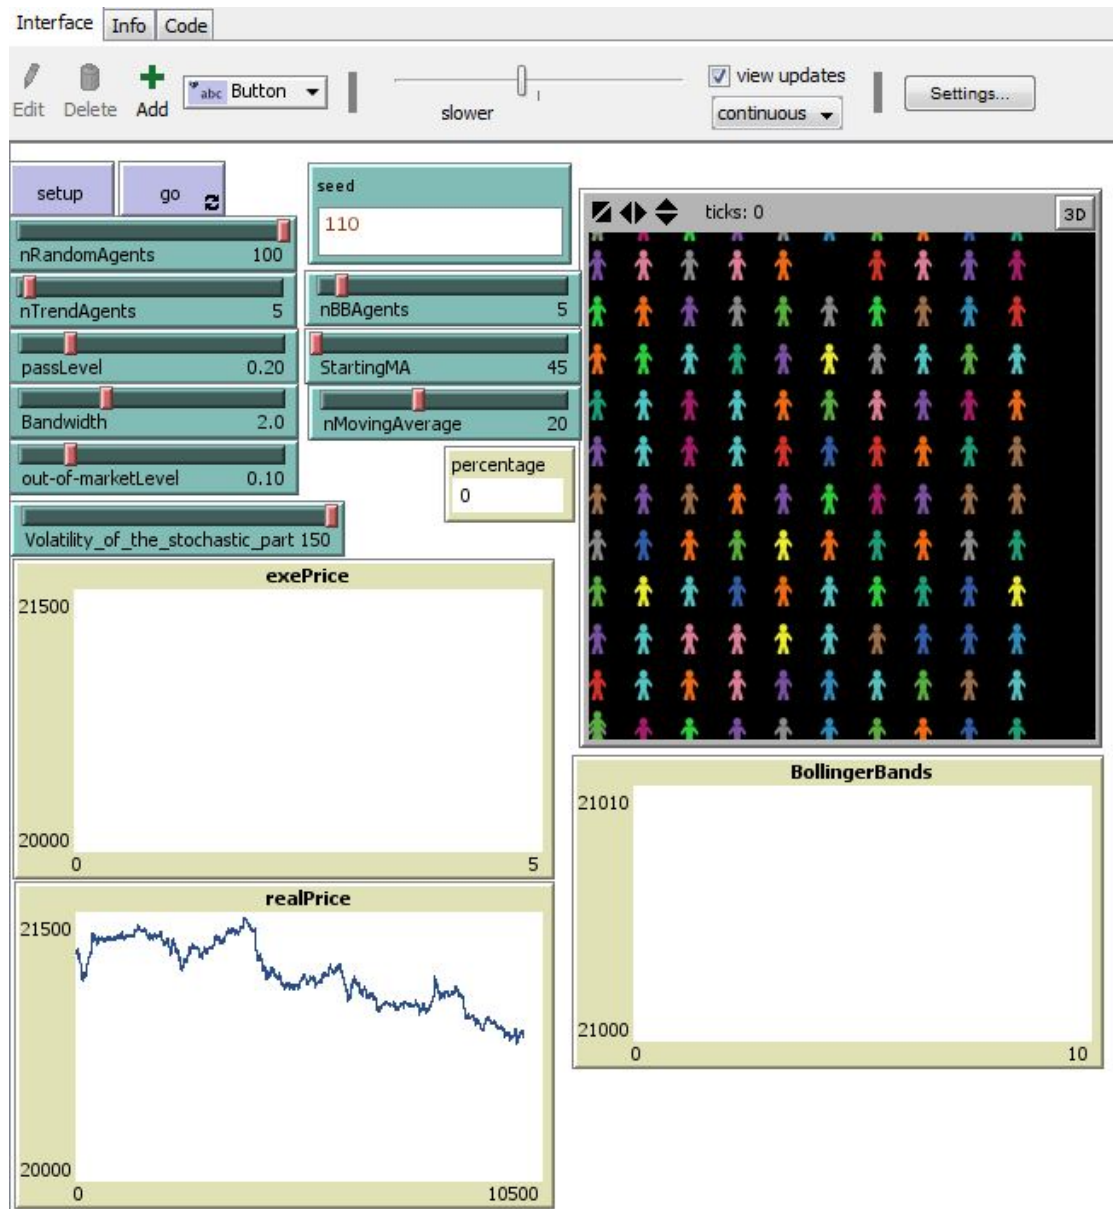 Interface Info Code
Edit Delete Add abc Button slower view updates continuous Settings...
setup go
seed
110
ticks: 0 3D
nRandomAgents 100
nTrendAgents 5
nBBAgents 5
passLevel 0.20
StartingMA 45
Bandwidth 2.0
nMovingAverage 20
out-of-marketLevel 0.10
percentage
0
Volatility_of_the_stochastic_part 150
exePrice
21500
20000
0 5
BollingerBands
21010
21000
0 10
realPrice
21500
20000
0 10500